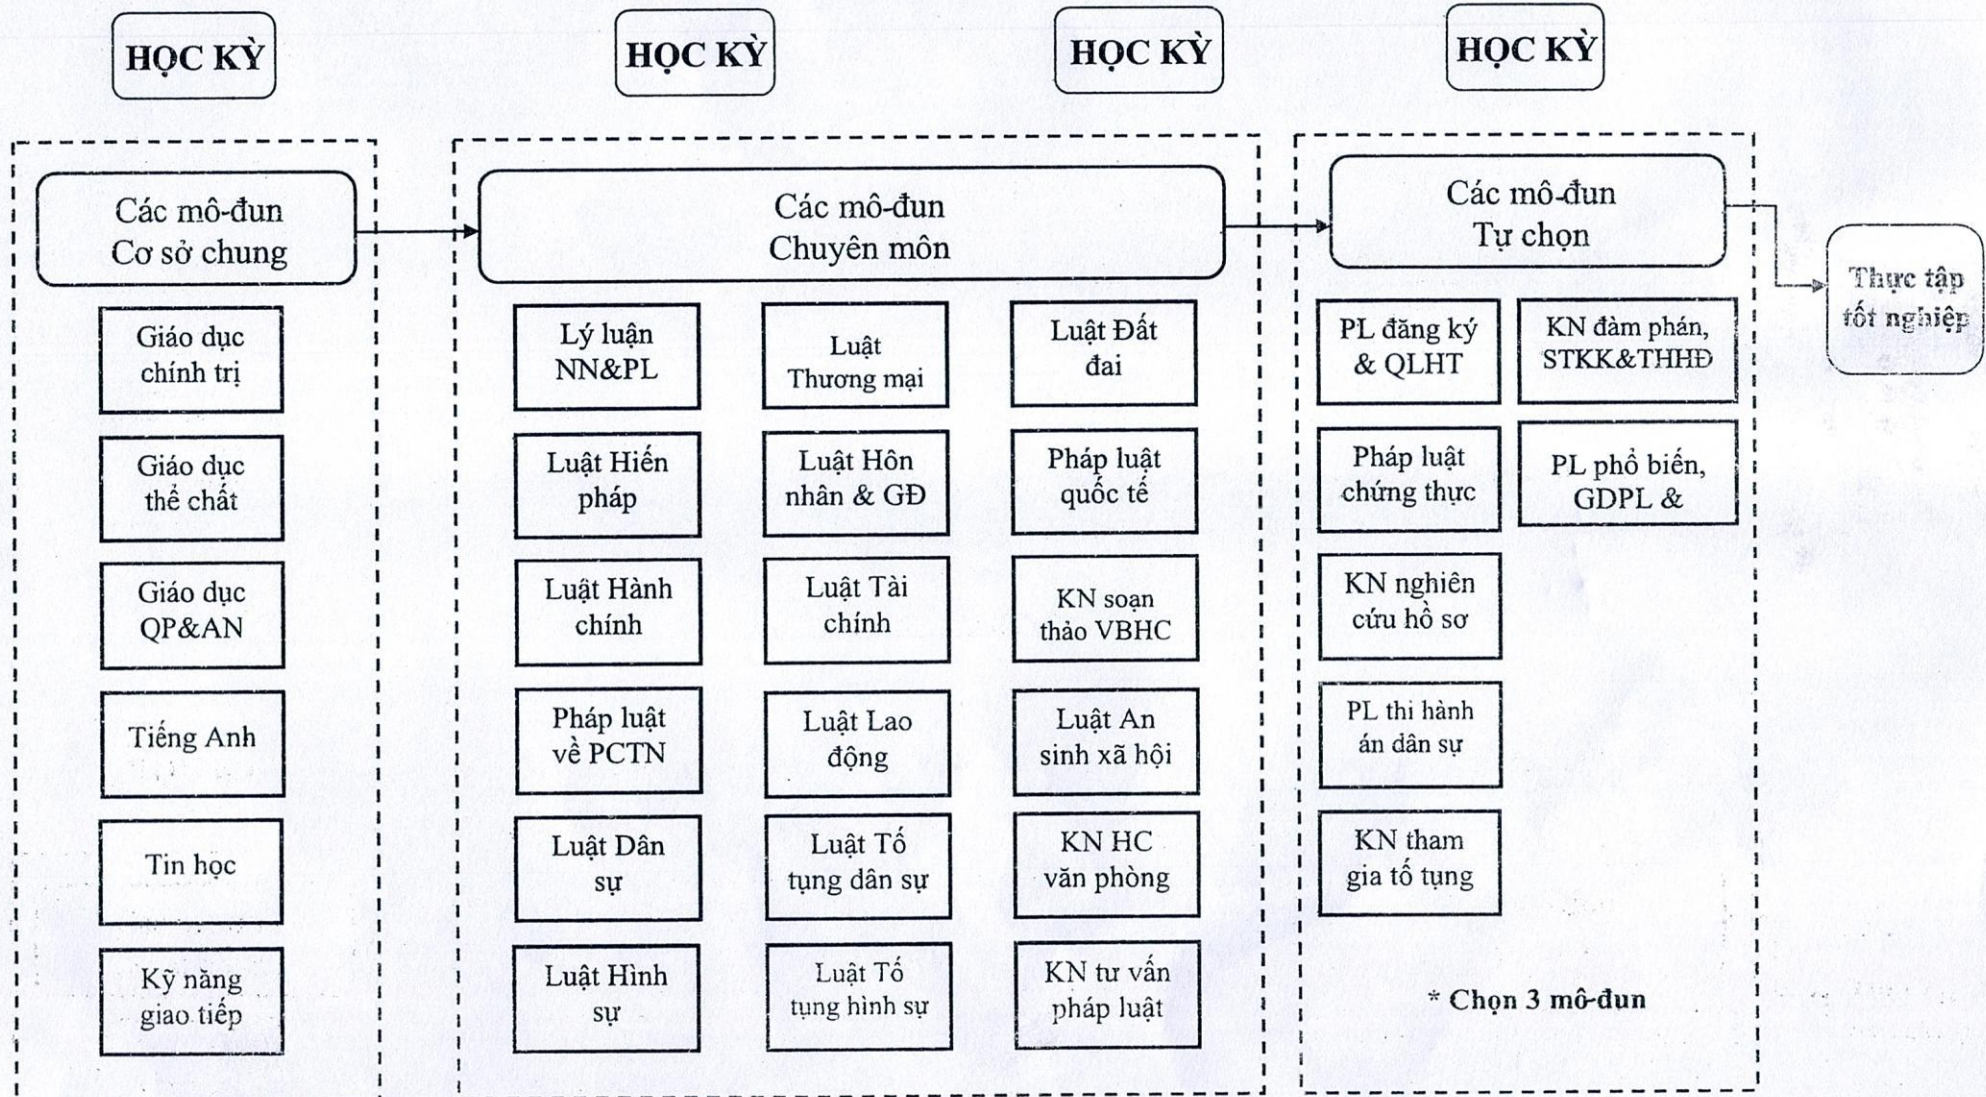 HỌC KỲ
HỌC KỲ
HỌC KỲ
HỌC KỲ
Các mô-đun
Cơ sở chung
Các mô-đun
Chuyên môn
Các mô-đun
Tự chọn
Thực tập
tốt nghiệp
Giáo dục
chính trị
Giáo dục
thể chất
Giáo dục
QP&AN
Tiếng Anh
Tin học
Kỹ năng
giao tiếp
Lý luận
NN&PL
Luật Hiến
pháp
Luật Hành
chính
Pháp luật
về PCTN
Luật Dân
sự
Luật Hình
sự
Luật
Thương mại
Luật Hôn
nhân & GĐ
Luật Tài
chính
Luật Lao
động
Luật Tố
tụng dân sự
Luật Tố
tụng hình sự
Luật Đất
đai
Pháp luật
quốc tế
KN soạn
thảo VBHC
Luật An
sinh xã hội
KN HC
văn phòng
KN tư vấn
pháp luật
PL đăng ký
& QLHT
Pháp luật
chứng thực
KN nghiên
cứu hồ sơ
PL thi hành
án dân sự
KN tham
gia tố tụng
KN đàm phán,
STKK&THHĐ
PL phổ biến,
GDPL &
* Chọn 3 mô-đun